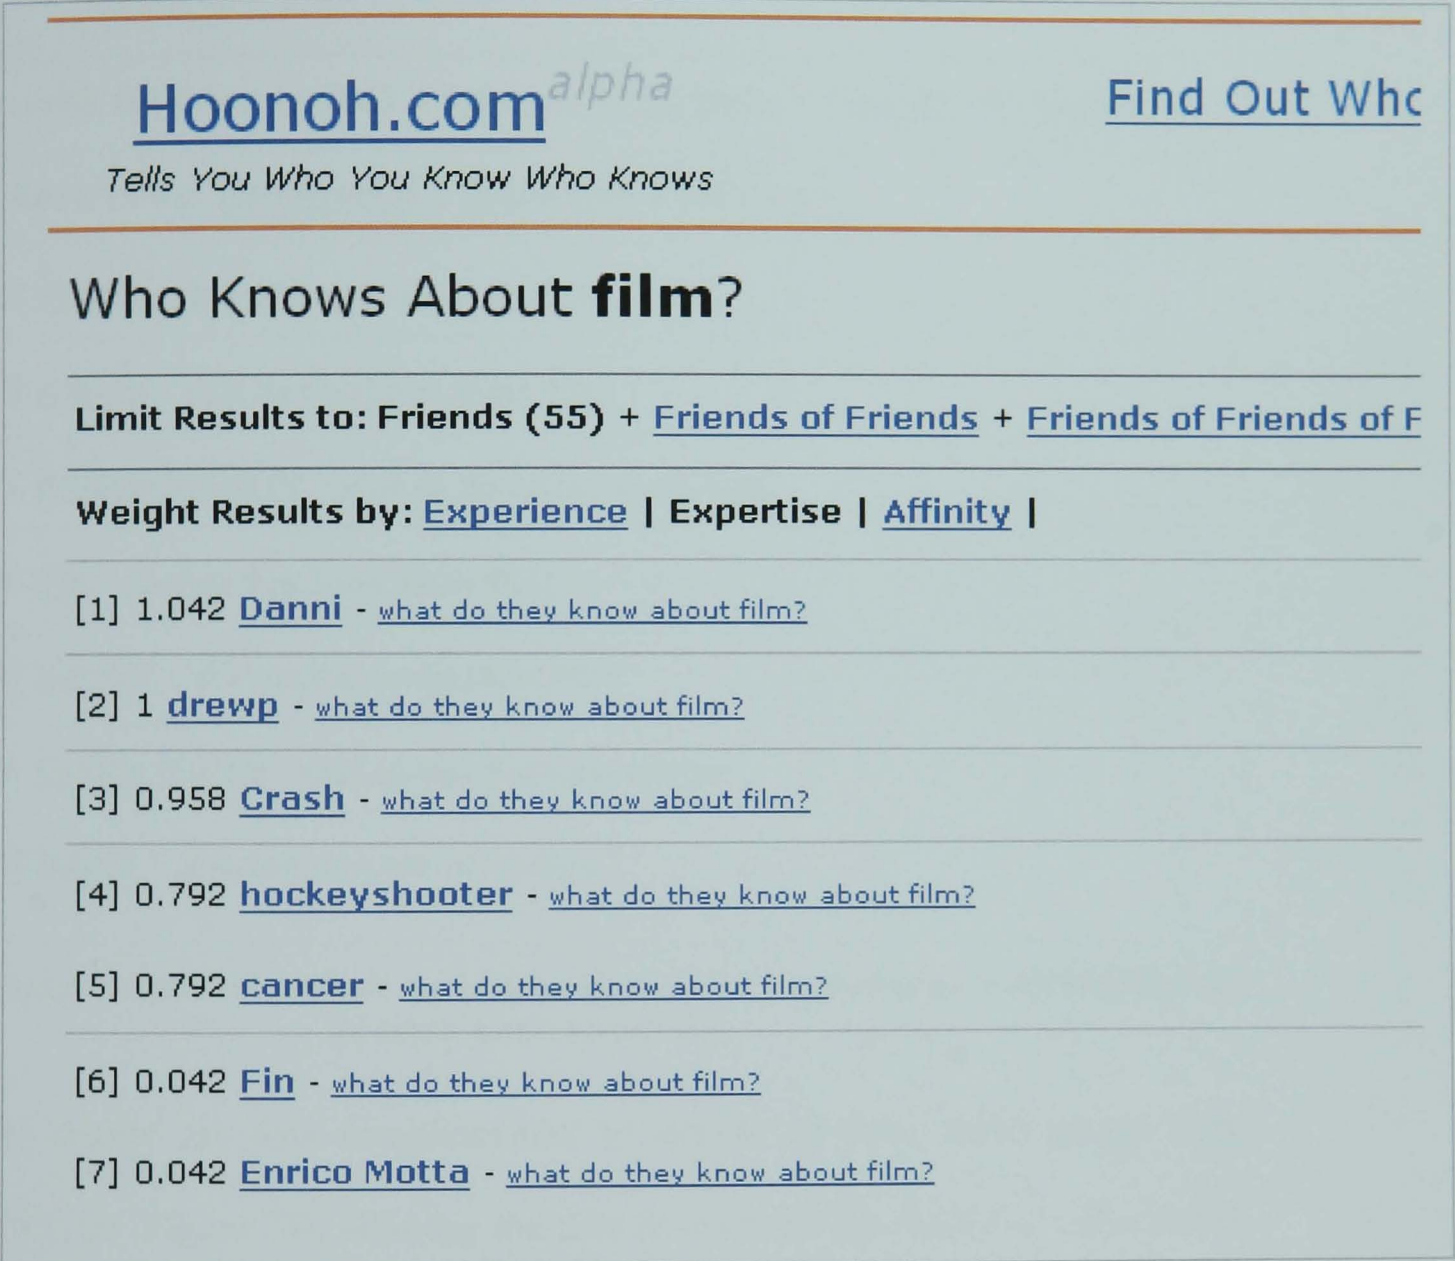 Hoonoh.com alpha
Find Out Who
Tells You Who You Know Who Knows
Who Knows About film?
Limit Results to: Friends (55) + Friends of Friends + Friends of Friends of F
Weight Results by: Experience | Expertise | Affinity |
[1] 1.042 Danni - what do they know about film?
[2] 1 drewp - what do they know about film?
[3] 0.958 Crash - what do they know about film?
[4] 0.792 hockeyshooter - what do they know about film?
[5] 0.792 cancer - what do they know about film?
[6] 0.042 Fin - what do they know about film?
[7] 0.042 Enrico Motta - what do they know about film?